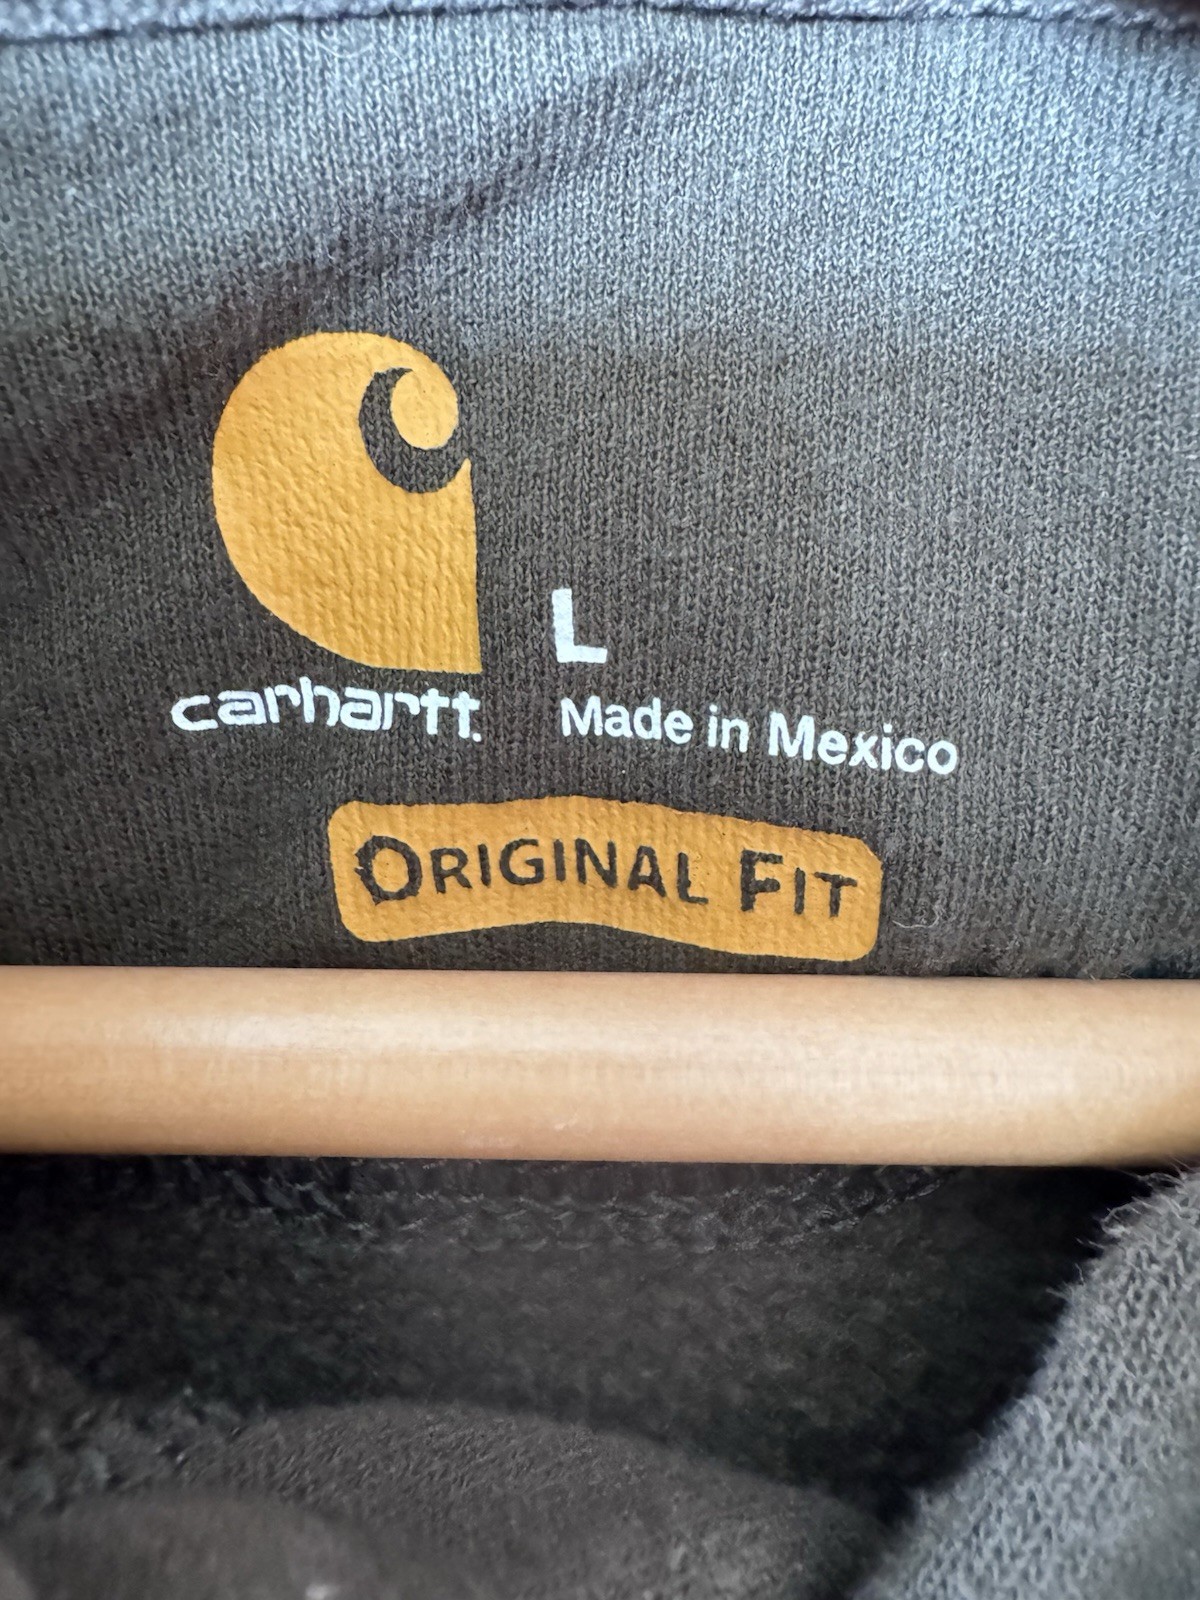 L
carhartt.
Made in Mexico
ORIGINAL FIT